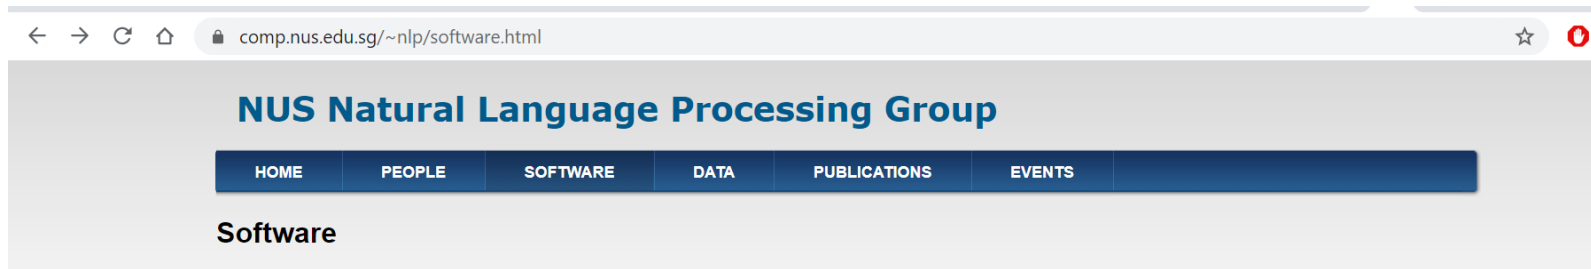 comp.nus.edu.sg/~nlp/software.html
NUS Natural Language Processing Group
HOME PEOPLE SOFTWARE DATA PUBLICATIONS EVENTS
Software